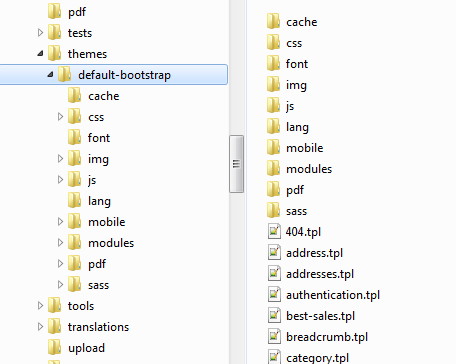 pdf
tests
themes
default-bootstrap
cache
css
font
img
js
lang
mobile
modules
pdf
sass
tools
translations
upload
cache
css
font
img
js
lang
mobile
modules
pdf
sass
404.tpl
address.tpl
addresses.tpl
authentication.tpl
best-sales.tpl
breadcrumb.tpl
category.tpl